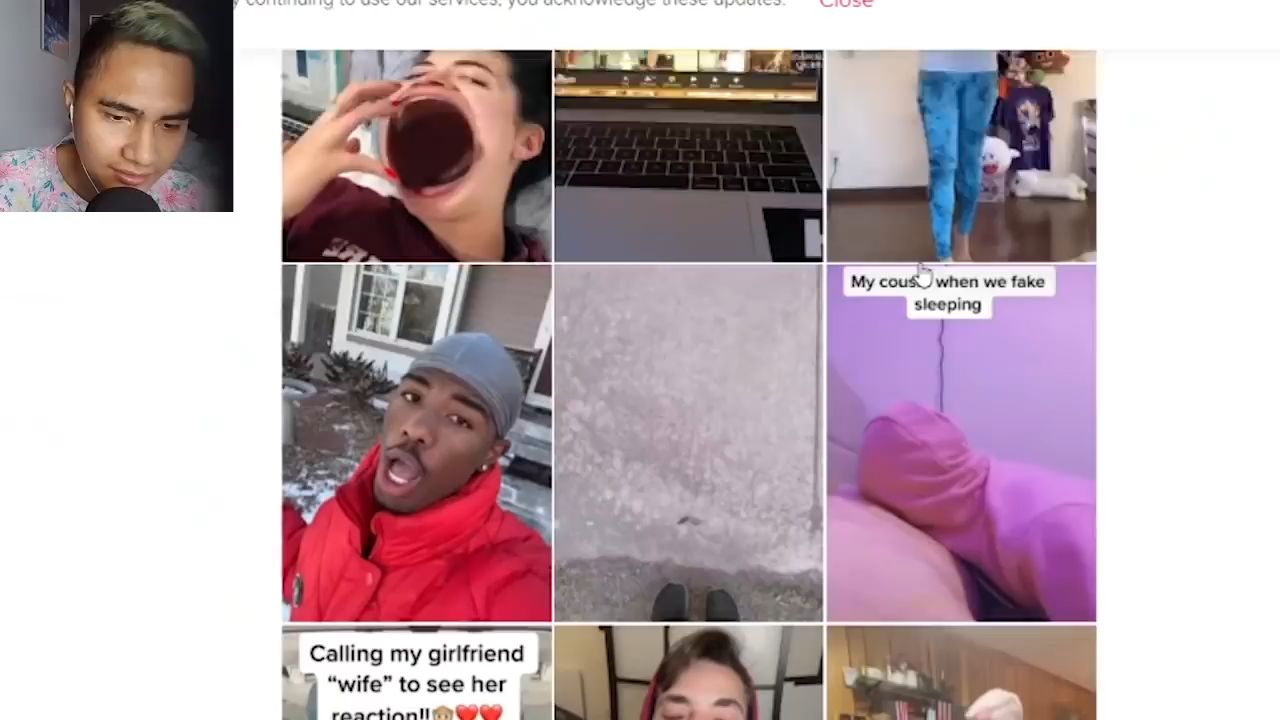 y continuing to use our services, you acknowledge these updates.
Close
My cous when we fake
sleeping
Calling my girlfriend
“wife” to see her
reaction!!🙊❤️❤️